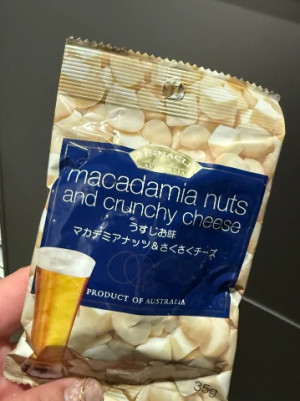 macadamia nuts
and crunchy cheese
うすじお味
マカデミアナッツ&さくさくチーズ
PRODUCT OF AUSTRALIA
35g